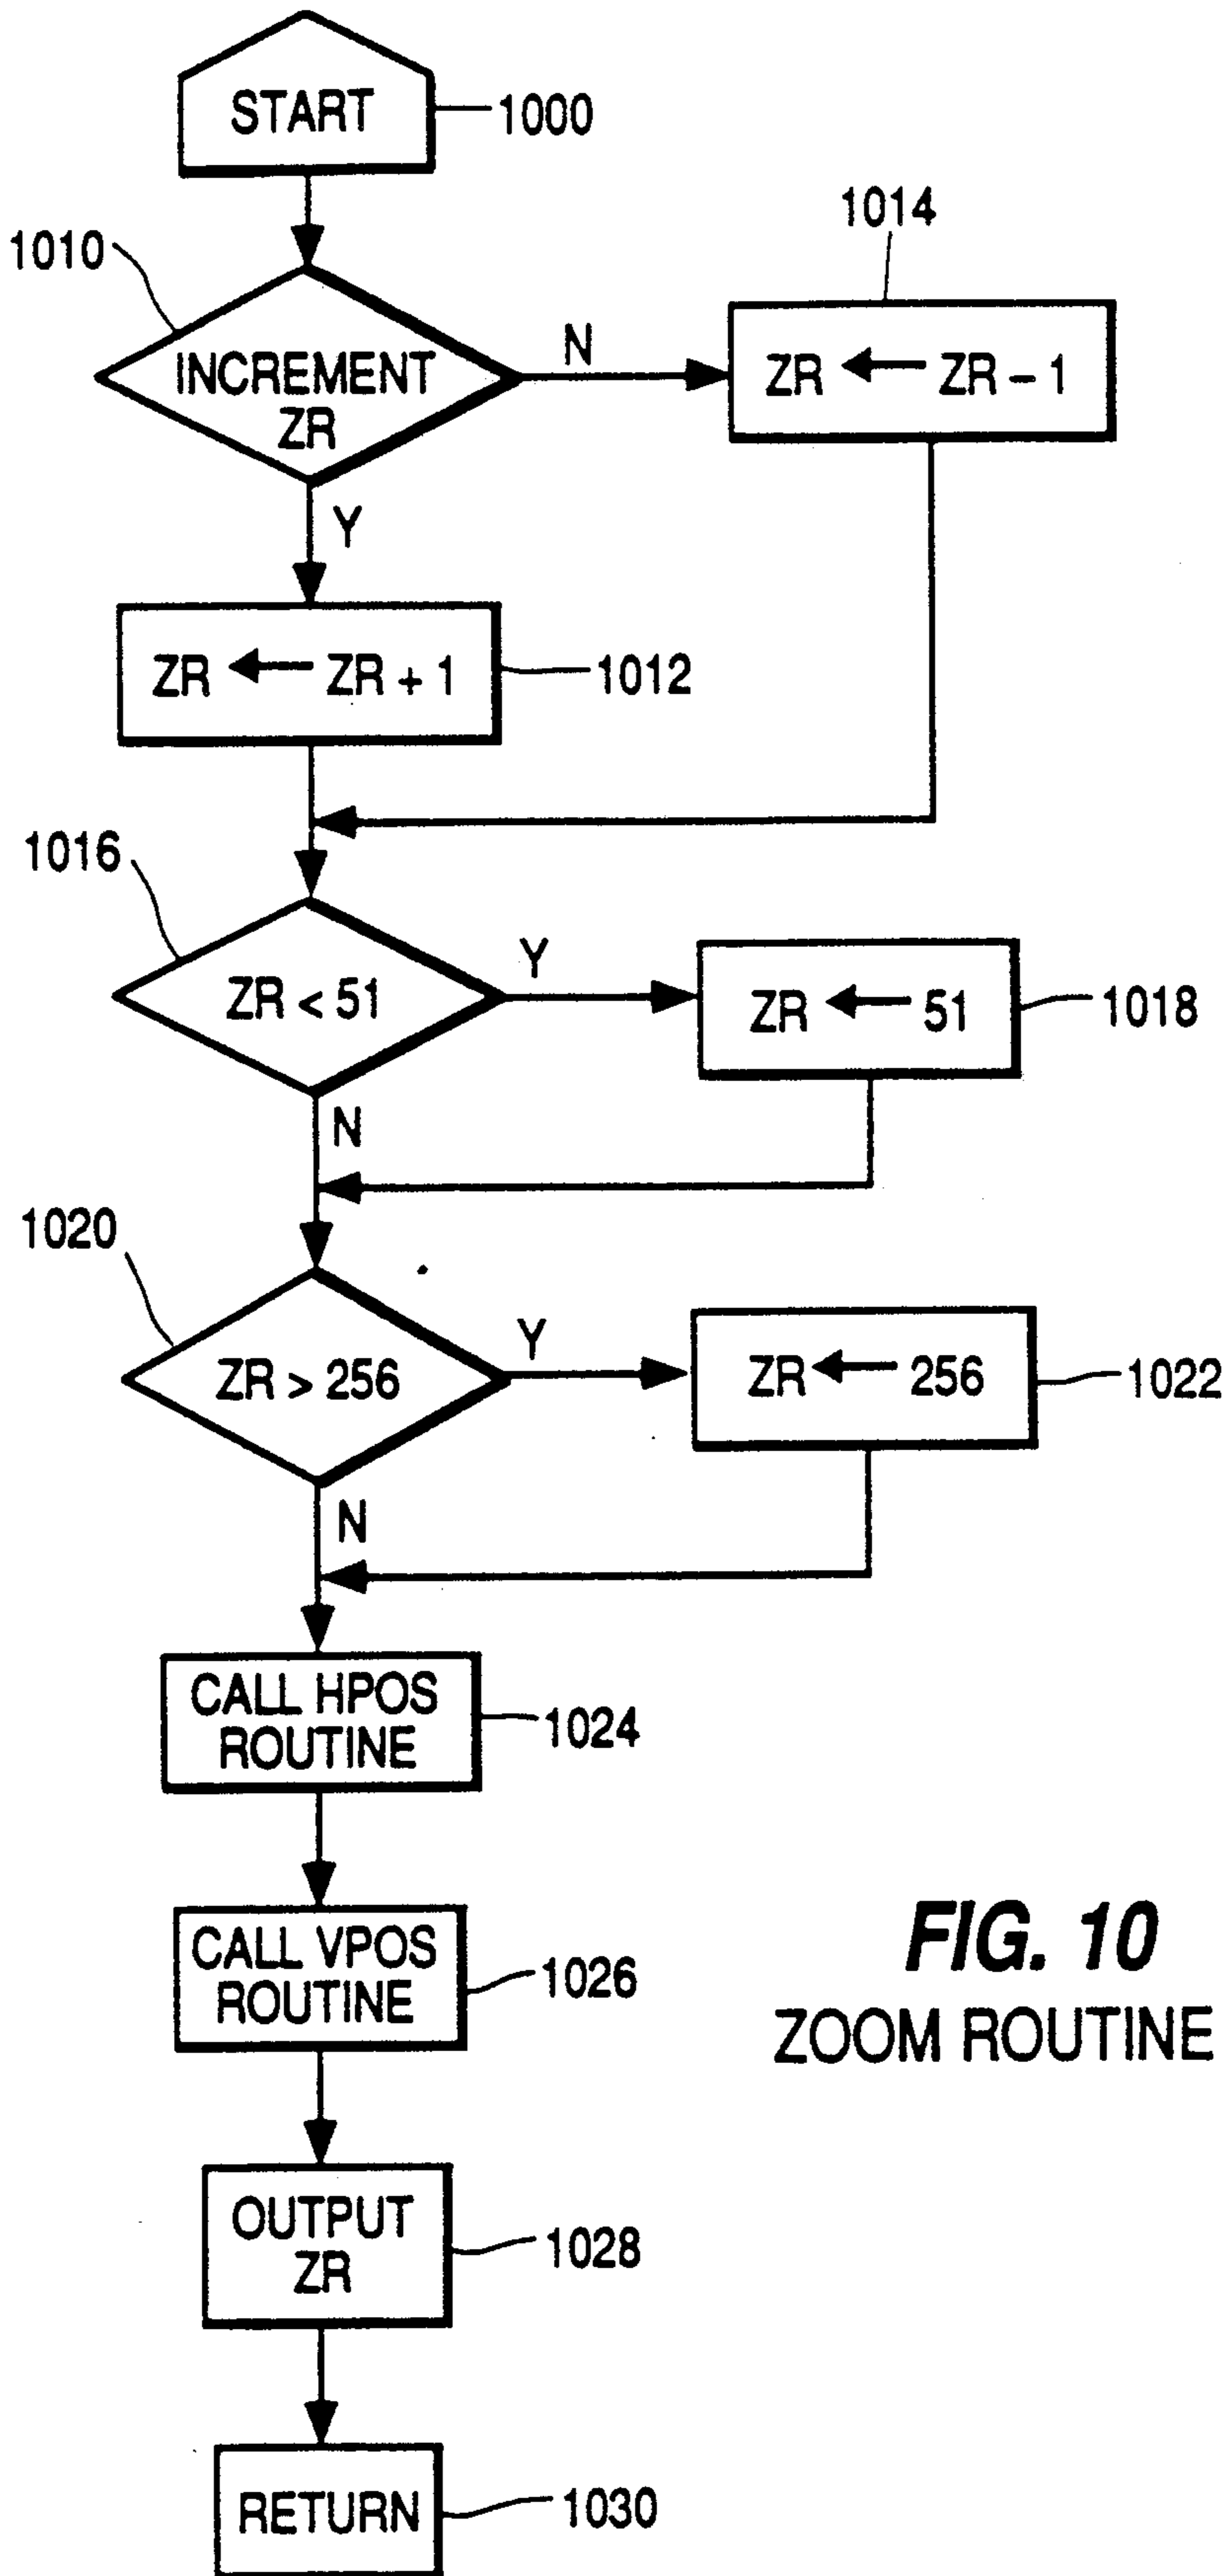 START
1000
1010
INCREMENT
ZR
N
1014
ZR ← ZR – 1
Y
ZR ← ZR + 1
1012
1016
ZR < 51
Y
ZR ← 51
1018
N
1020
ZR > 256
Y
ZR ← 256
1022
N
CALL HPOS
ROUTINE
1024
CALL VPOS
ROUTINE
1026
OUTPUT
ZR
1028
RETURN
1030
FIG. 10
ZOOM ROUTINE